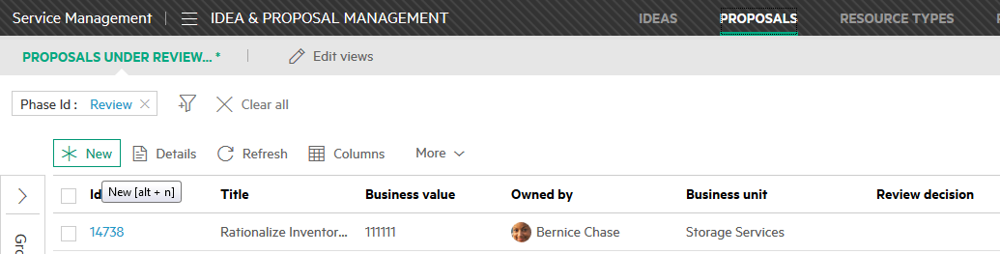 Service Management IDEA & PROPOSAL MANAGEMENT IDEAS PROPOSALS RESOURCE TYPES
PROPOSALS UNDER REVIEW... * Edit views
Phase Id : Review Clear all
New Details Refresh Columns More
New [alt + n]
Id Title Business value Owned by Business unit Review decision
14738 Rationalize Inventor... 111111 Bernice Chase Storage Services